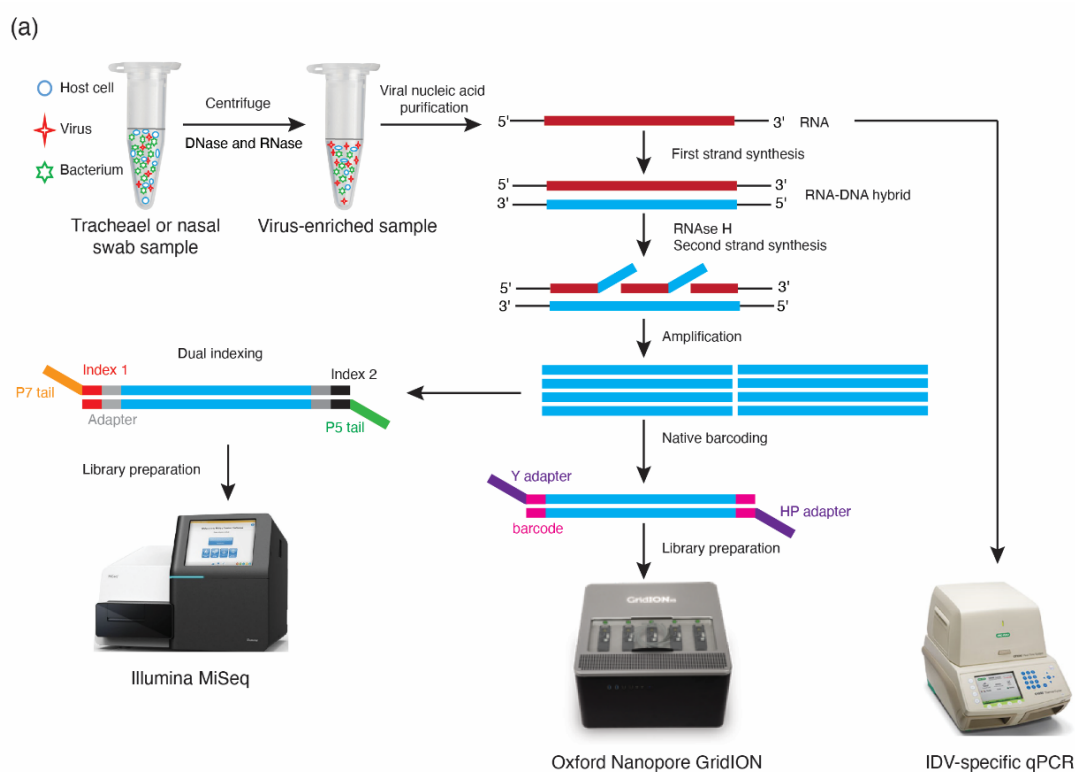 (a)
Host cell
Virus
Bacterium
Centrifuge
DNase and RNase
Viral nucleic acid
purification
Tracheael or nasal
swab sample
Virus-enriched sample
5'
3'
RNA
First strand synthesis
5'
3'
3'
5'
RNA-DNA hybrid
RNAse H
Second strand synthesis
5'
3'
3'
5'
Amplification
Dual indexing
Index 1
Index 2
P7 tail
Adapter
P5 tail
Native barcoding
Library preparation
Y adapter
HP adapter
barcode
Library preparation
GridION
Illumina MiSeq
Oxford Nanopore GridION
IDV-specific qPCR